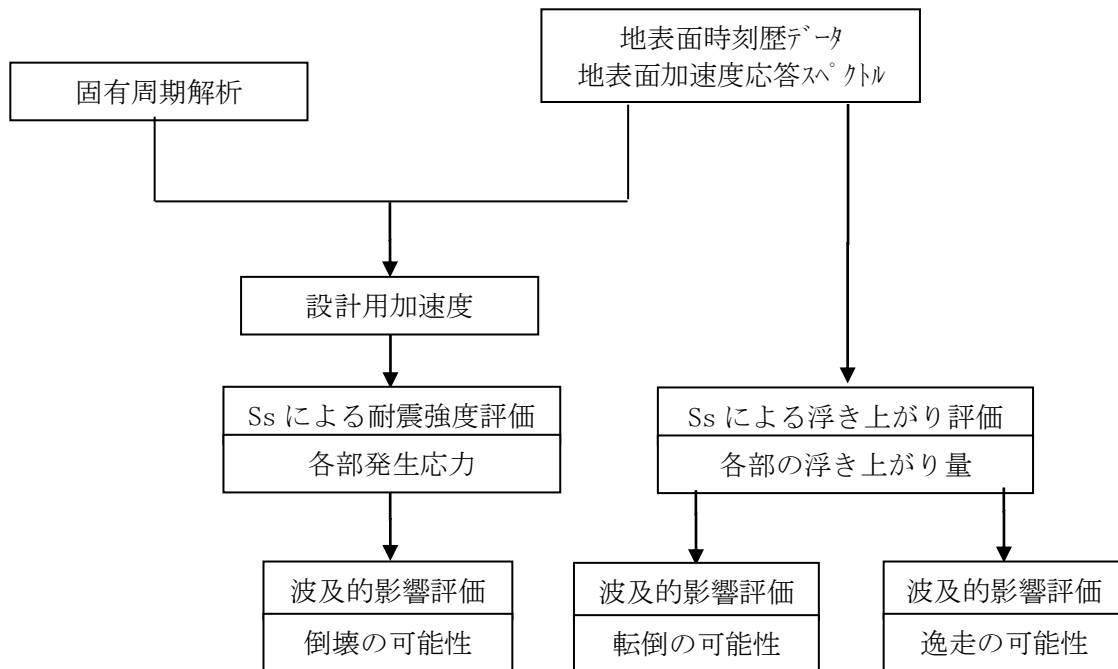 地表面時刻歴ﾃﾞｰﾀ
地表面加速度応答ｽﾍﾟｸﾄﾙ
固有周期解析
設計用加速度
Ss による耐震強度評価
各部発生応力
Ss による浮き上がり評価
各部の浮き上がり量
波及的影響評価
倒壊の可能性
波及的影響評価
転倒の可能性
波及的影響評価
逸走の可能性